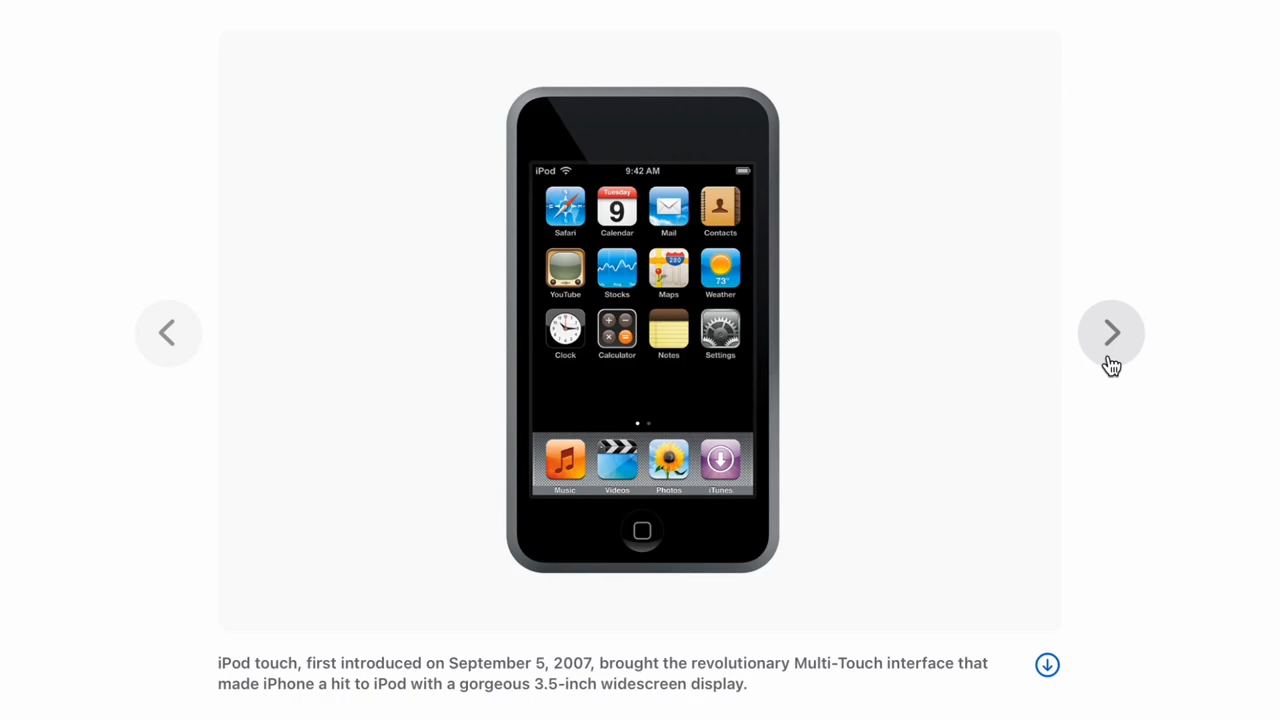 iPod 9:42 AM
Tuesday
9
Safari Calendar Mail Contacts
280
73°
YouTube Stocks Maps Weather
Clock Calculator Notes Settings
Music Videos Photos iTunes
iPod touch, first introduced on September 5, 2007, brought the revolutionary Multi-Touch interface that
made iPhone a hit to iPod with a gorgeous 3.5-inch widescreen display.